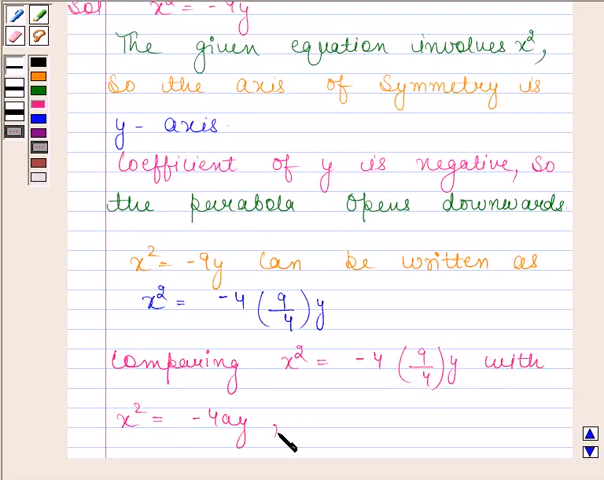 Sol x² = -9y
The given equation involves x²,
So the axis of Symmetry is
y - axis.
Coefficient of y is negative, So
the parabola opens downwards.
x² = -9y can be written as
x² = -4 (9/4) y
Comparing x² = -4 (9/4) y with
x² = -4ay